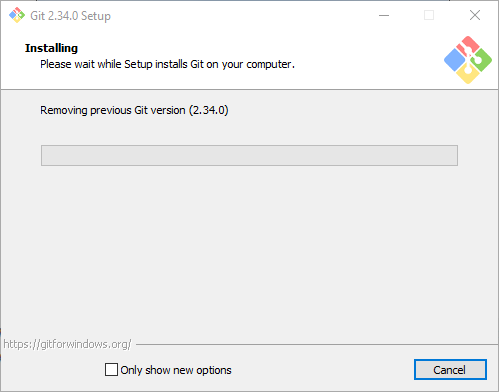 Git 2.34.0 Setup
Installing
Please wait while Setup installs Git on your computer.
Removing previous Git version (2.34.0)
https://gitforwindows.org/
Only show new options
Cancel